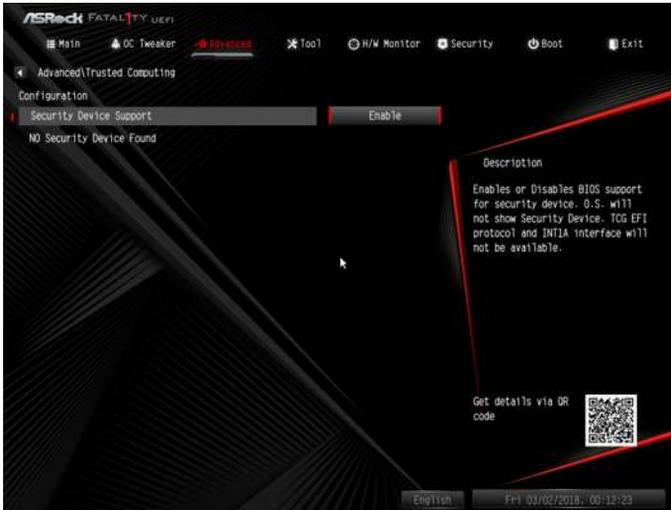 ASRock FATAL1TY UEFI
Main OC Tweaker Advanced Tool H/W Monitor Security Boot Exit
Advanced\Trusted Computing
Configuration
Security Device Support Enable
NO Security Device Found
Description
Enables or Disables BIOS support
for security device. O.S. will
not show Security Device. TCG EFI
protocol and INT1A interface will
not be available.
Get details via QR
code
English Fri 03/02/2018. 00:12:23